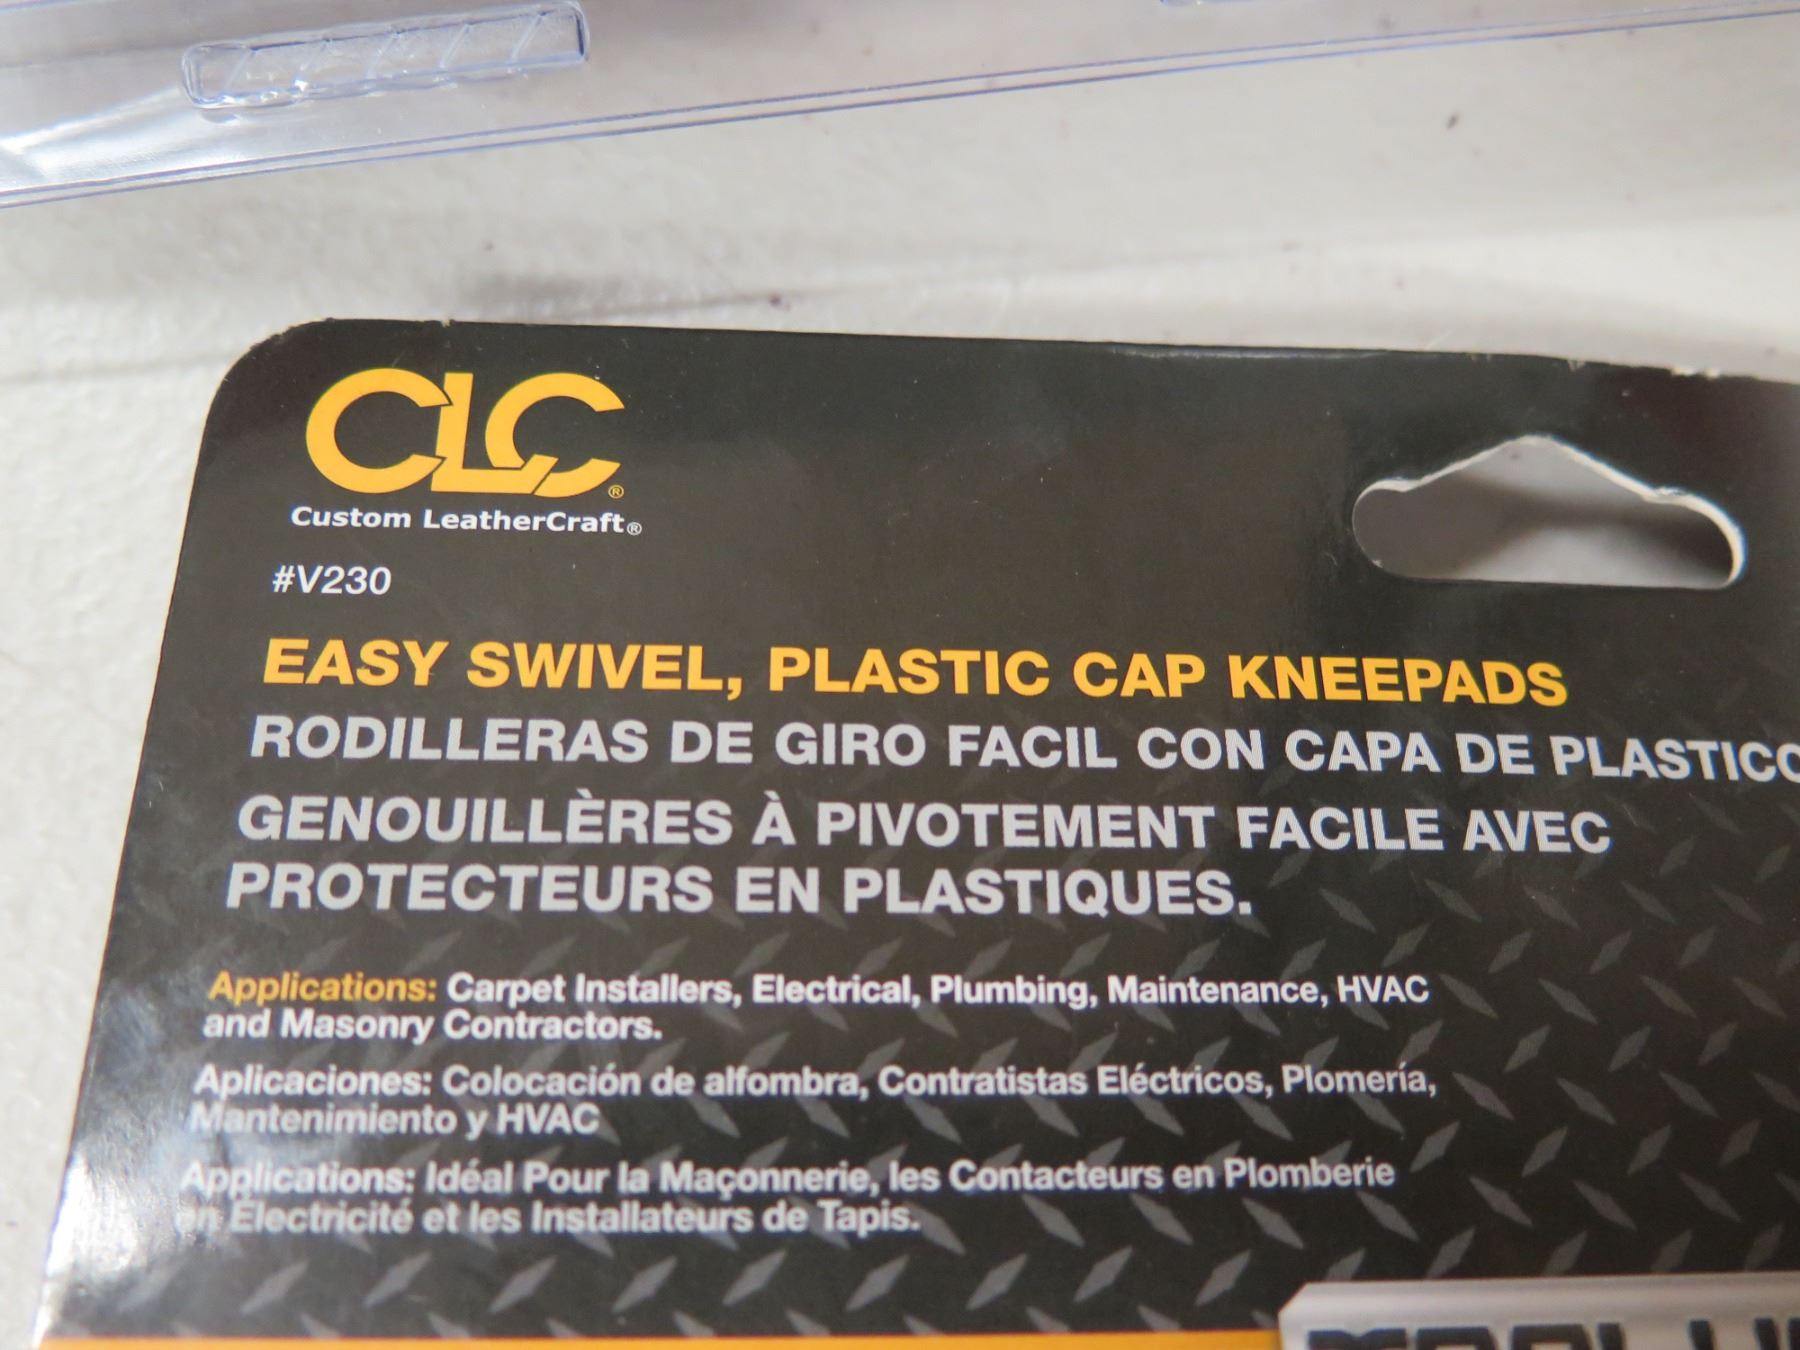 CLC®
Custom LeatherCraft®
#V230
EASY SWIVEL, PLASTIC CAP KNEEPADS
RODILLERAS DE GIRO FACIL CON CAPA DE PLASTICO
GENOUILLÈRES À PIVOTEMENT FACILE AVEC
PROTECTEURS EN PLASTIQUES.
Applications: Carpet Installers, Electrical, Plumbing, Maintenance, HVAC
and Masonry Contractors.
Aplicaciones: Colocación de alfombra, Contratistas Eléctricos, Plomería,
Mantenimiento y HVAC
Applications: Idéal Pour la Maçonnerie, les Contacteurs en Plomberie
en Électricité et les Installateurs de Tapis.